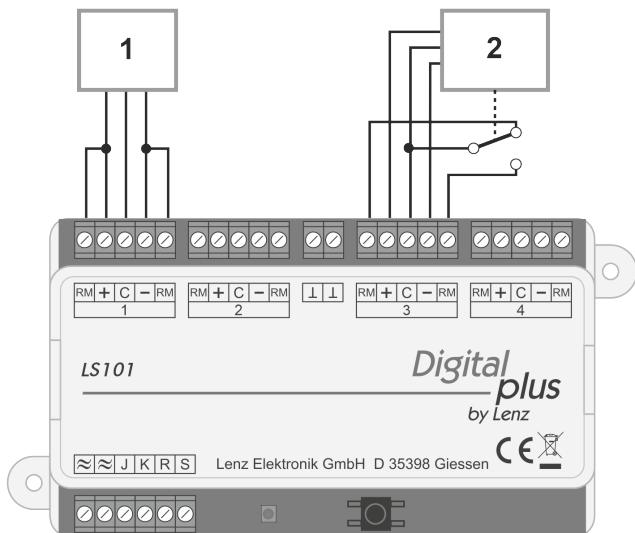 1 2
RM + C – RM RM + C – RM ⊥ ⊥ RM + C – RM RM + C – RM
1 2 3 4
LS101
Digital
plus
by Lenz
≈ ≈ J K R S Lenz Elektronik GmbH D 35398 Giessen CE